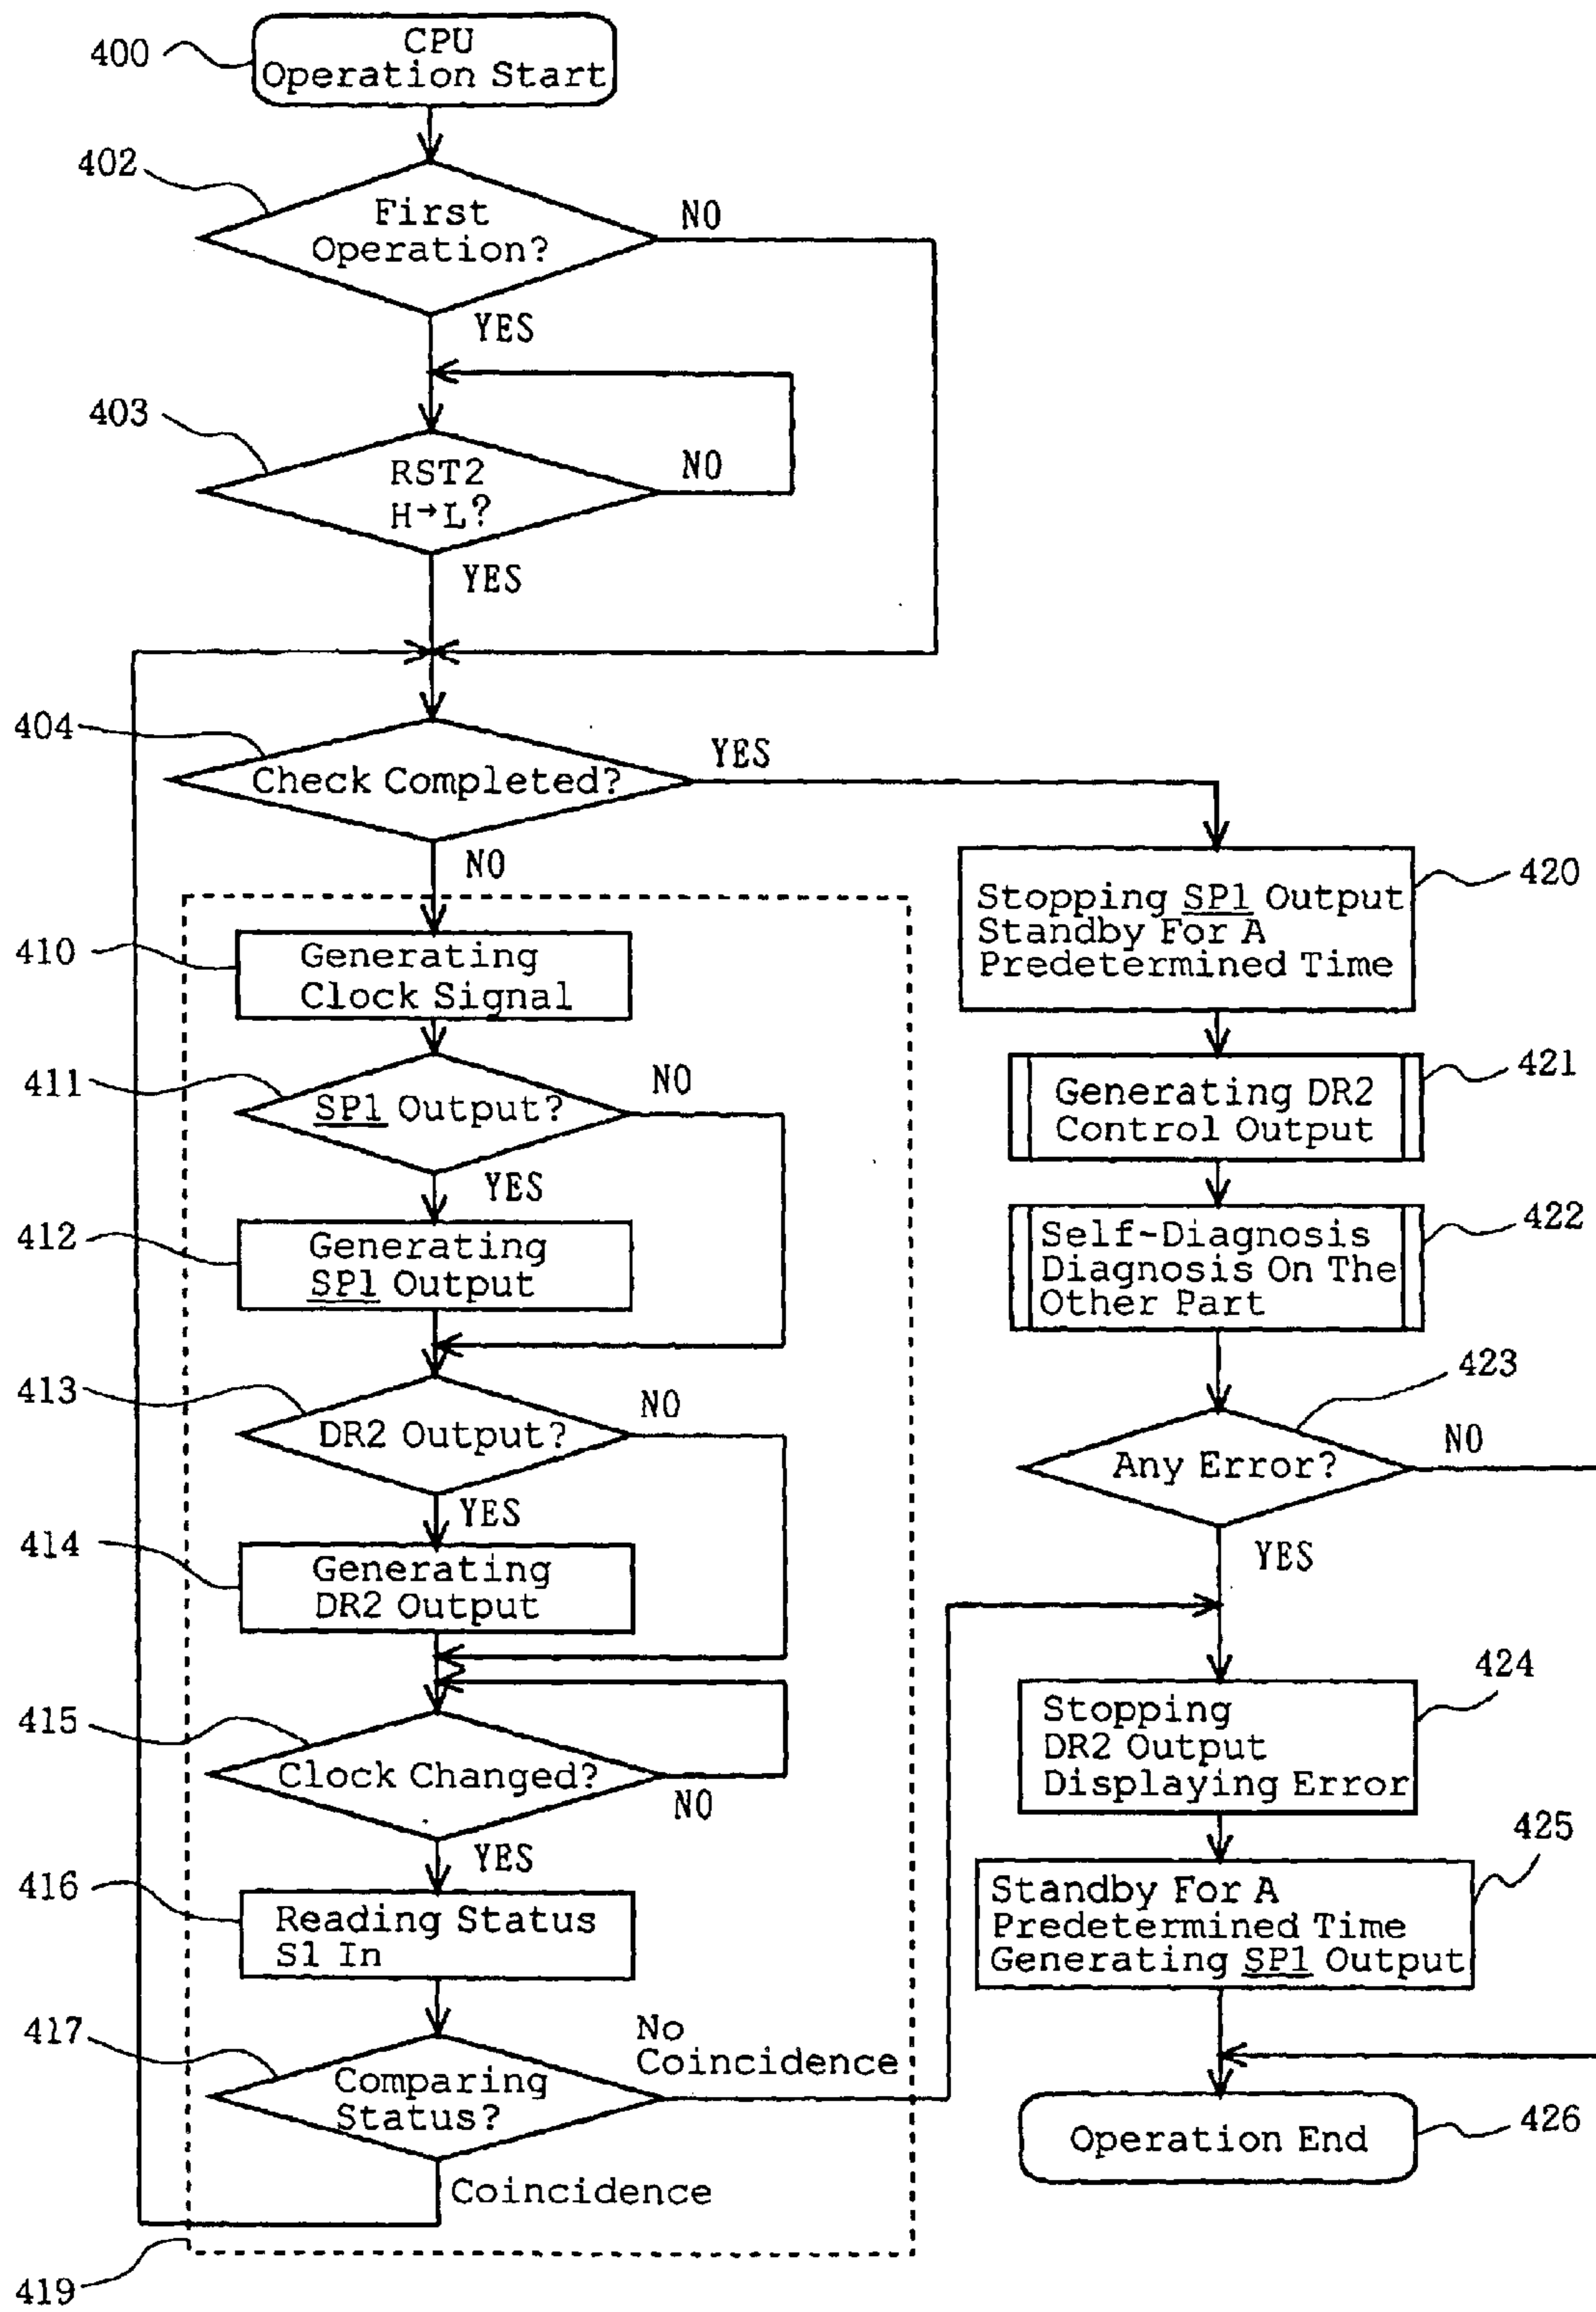 400
CPU
Operation Start
402
First
Operation?
NO
YES
403
RST2
H→L?
NO
YES
404
Check Completed?
YES
NO
410
Generating
Clock Signal
411
SP1 Output?
NO
YES
412
Generating
SP1 Output
413
DR2 Output?
NO
YES
414
Generating
DR2 Output
415
Clock Changed?
NO
YES
416
Reading Status
S1 In
417
Comparing
Status?
No
Coincidence
Coincidence
419
Stopping SP1 Output
Standby For A
Predetermined Time
420
Generating DR2
Control Output
421
Self-Diagnosis
Diagnosis On The
Other Part
422
423
Any Error?
NO
YES
424
Stopping
DR2 Output
Displaying Error
425
Standby For A
Predetermined Time
Generating SP1 Output
Operation End
426